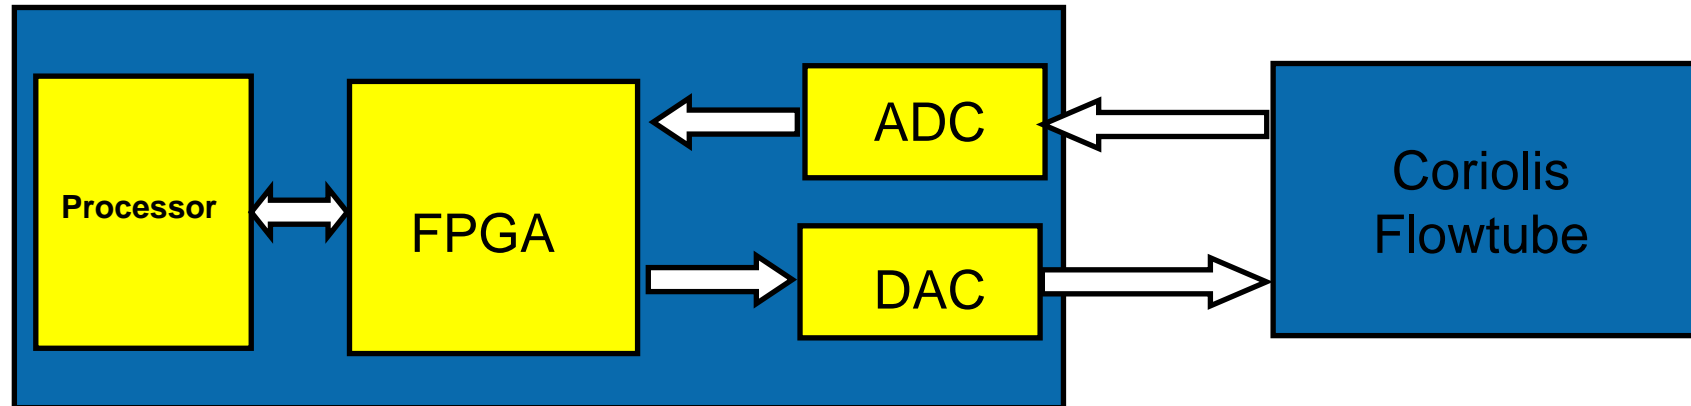 Processor
FPGA
ADC
DAC
Coriolis
Flowtube